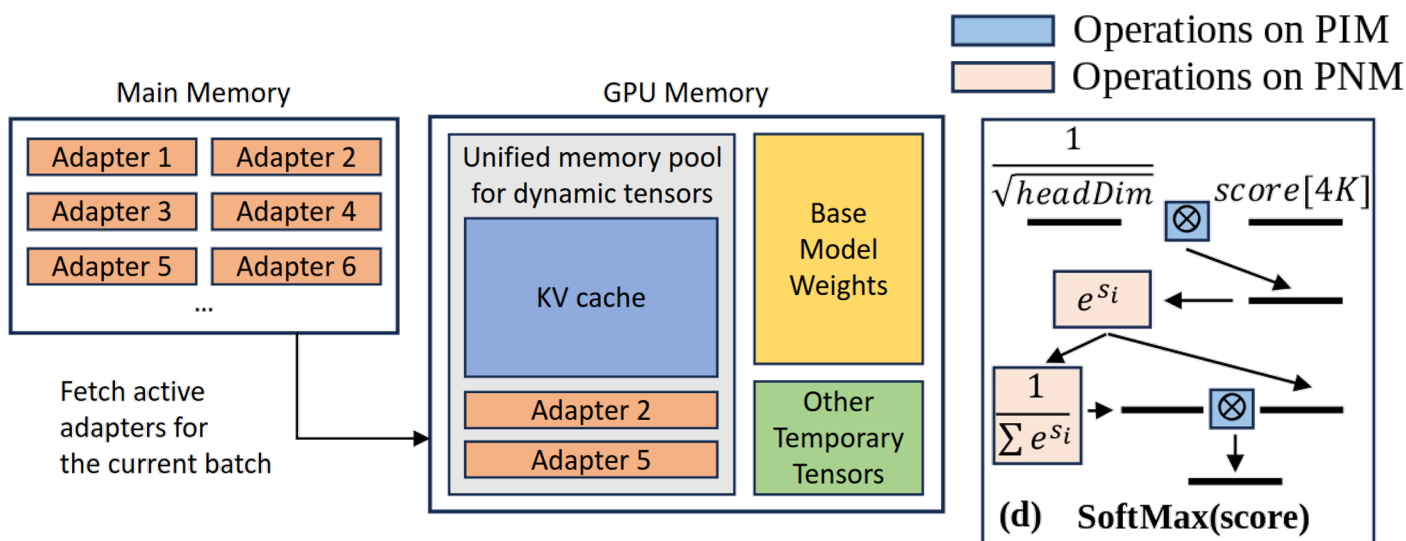 Main Memory
Adapter 1
Adapter 2
Adapter 3
Adapter 4
Adapter 5
Adapter 6
...
Fetch active
adapters for
the current batch
GPU Memory
Unified memory pool
for dynamic tensors
KV cache
Adapter 2
Adapter 5
Base
Model
Weights
Other
Temporary
Tensors
Operations on PIM
Operations on PNM
1
√headDim
⊗
score[4K]
e^{s_i}
1
∑ e^{s_i}
⊗
(d) SoftMax(score)